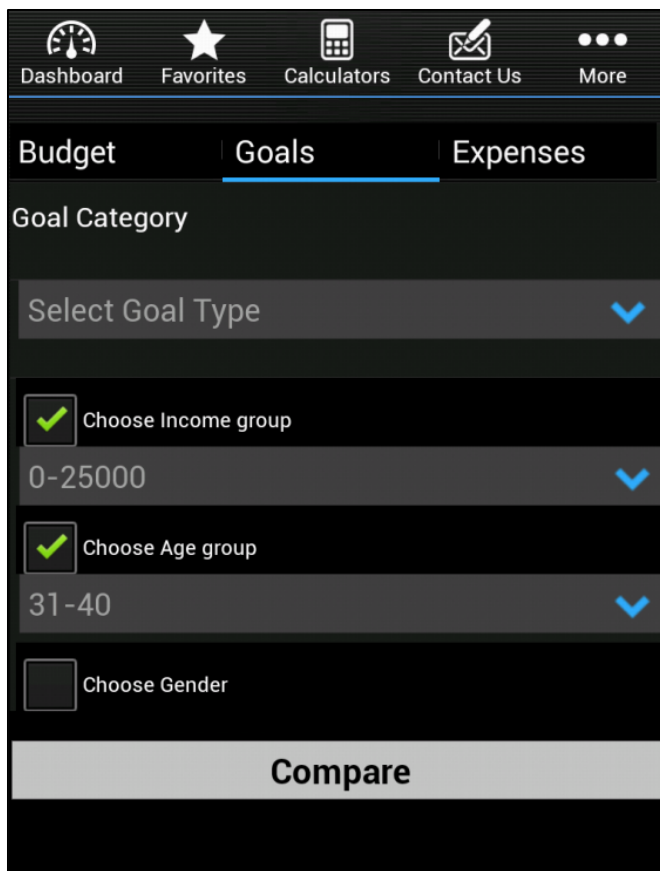 Dashboard Favorites Calculators Contact Us More
Budget Goals Expenses
Goal Category
Select Goal Type
Choose Income group
0-25000
Choose Age group
31-40
Choose Gender
Compare